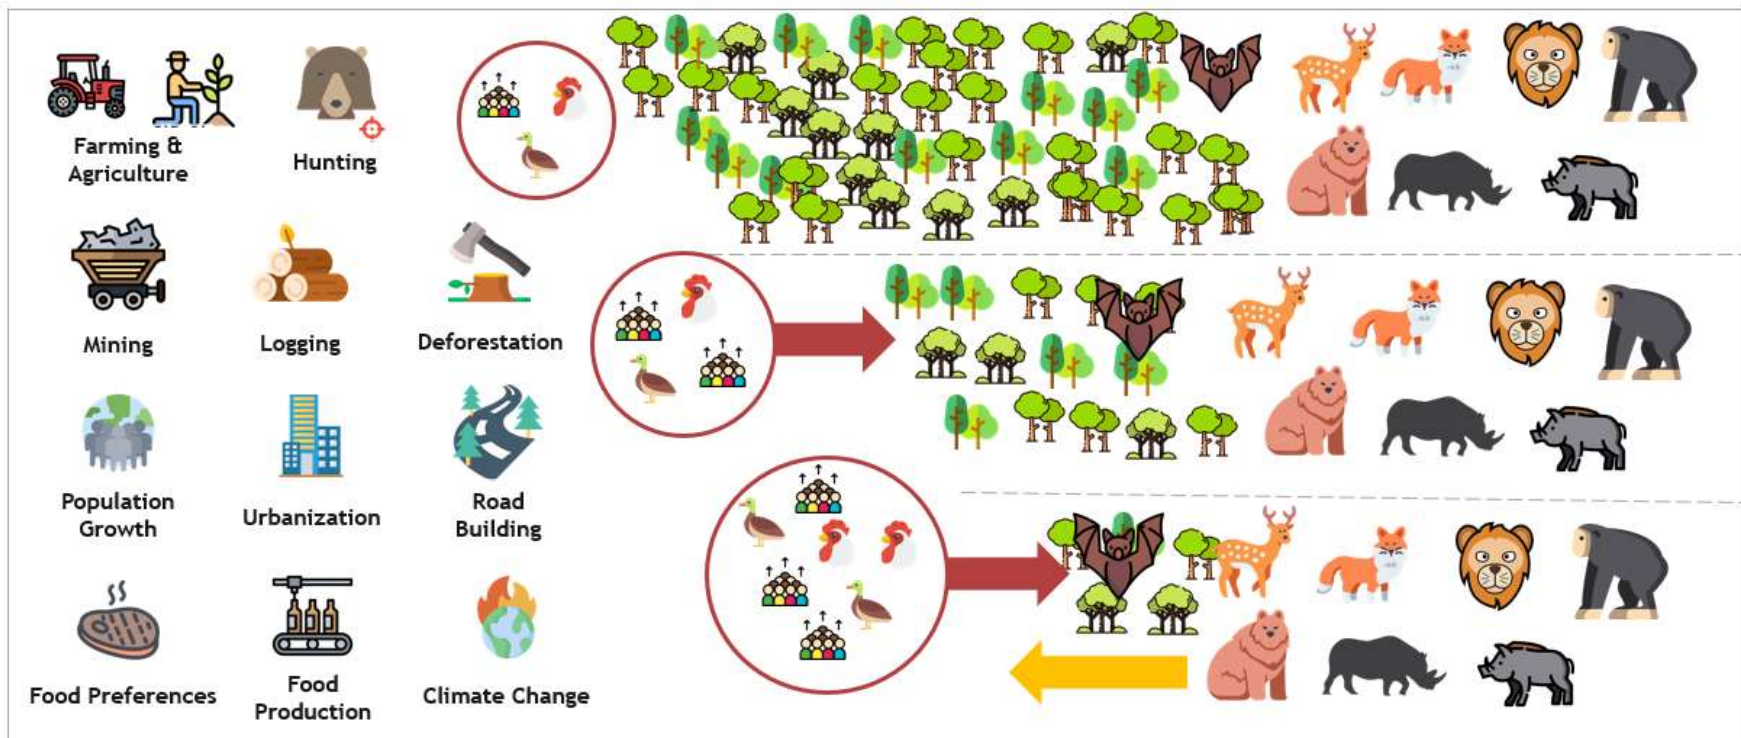 Farming &
Agriculture
Hunting
Mining
Logging
Deforestation
Population
Growth
Urbanization
Road
Building
Food Preferences
Food
Production
Climate Change